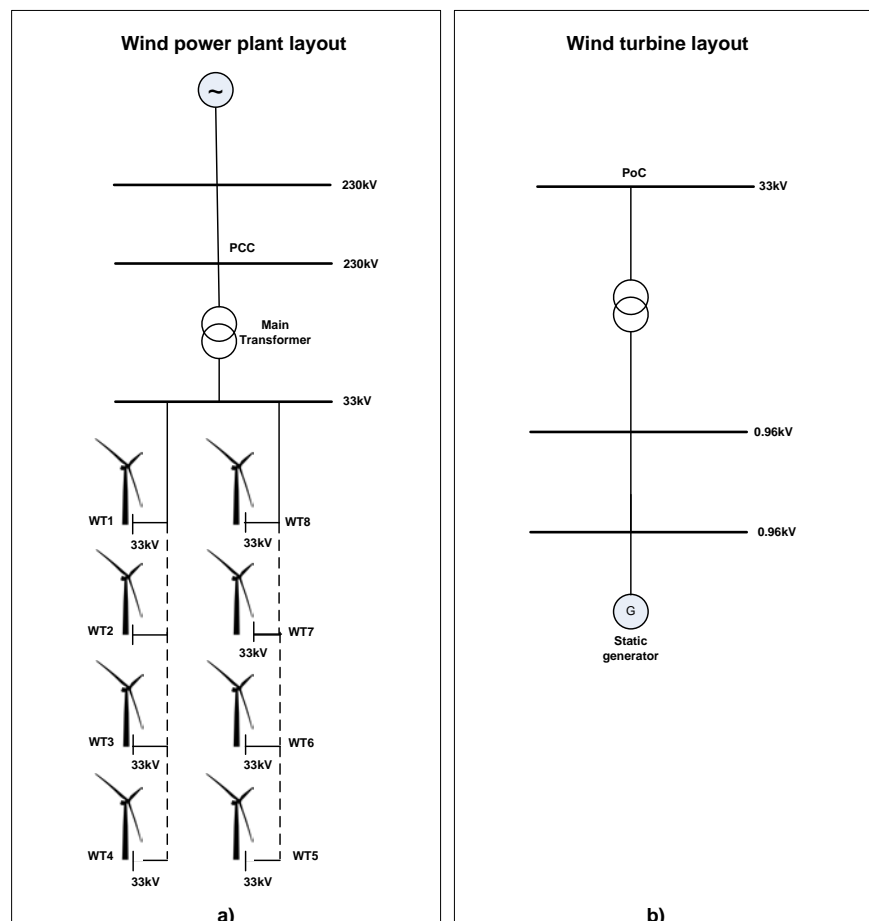 Wind power plant layout
~
230kV
PCC
230kV
Main
Transformer
33kV
WT1
33kV
WT8
33kV
WT2
WT7
33kV
WT3
33kV
WT6
33kV
WT4
33kV
WT5
33kV
a)
Wind turbine layout
PoC
33kV
0.96kV
0.96kV
G
Static
generator
b)